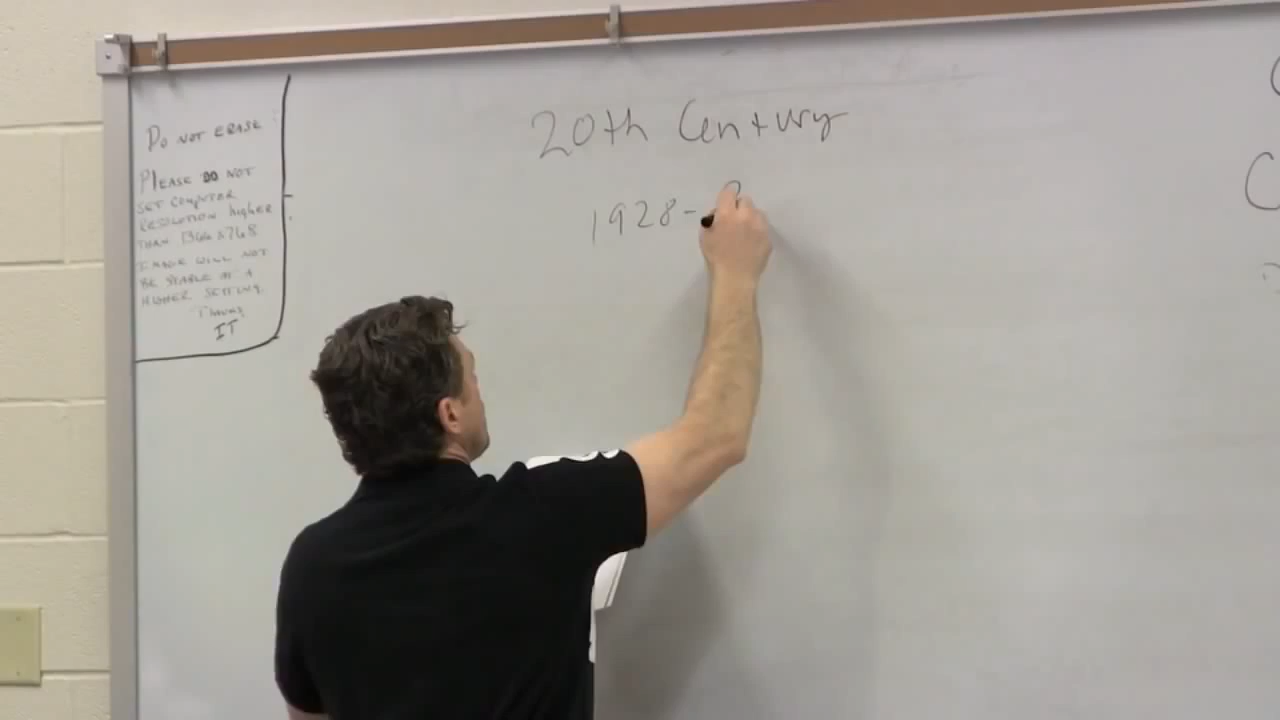 20th Century
1928-
DO NOT ERASE:
PLEASE DO NOT
SET COMPUTER
RESOLUTION HIGHER
THAN 1366x768
IMAGE WILL NOT
BE STABLE AT A
HIGHER SETTING.
Thanks
IT